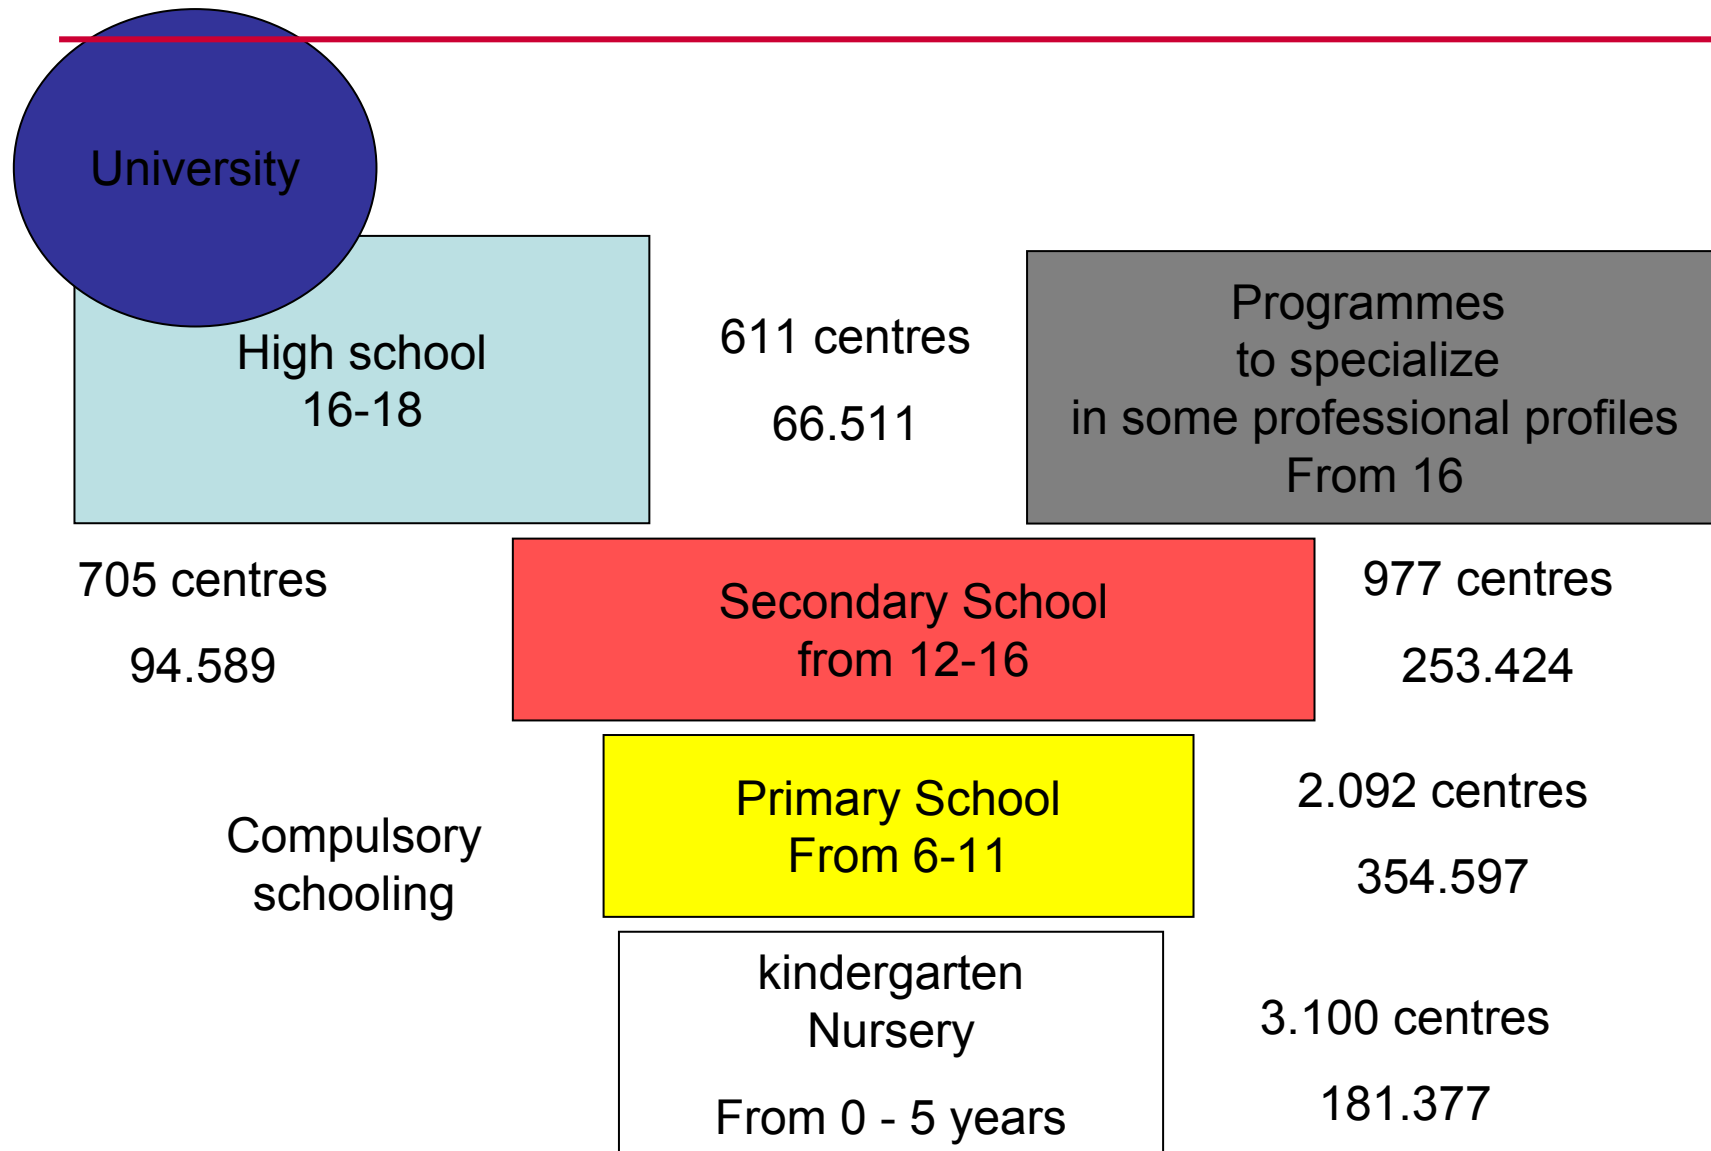 University
High school
16-18
611 centres
66.511
Programmes
to specialize
in some professional profiles
From 16
705 centres
94.589
Secondary School
from 12-16
977 centres
253.424
Compulsory
schooling
Primary School
From 6-11
2.092 centres
354.597
kindergarten
Nursery
From 0 - 5 years
3.100 centres
181.377